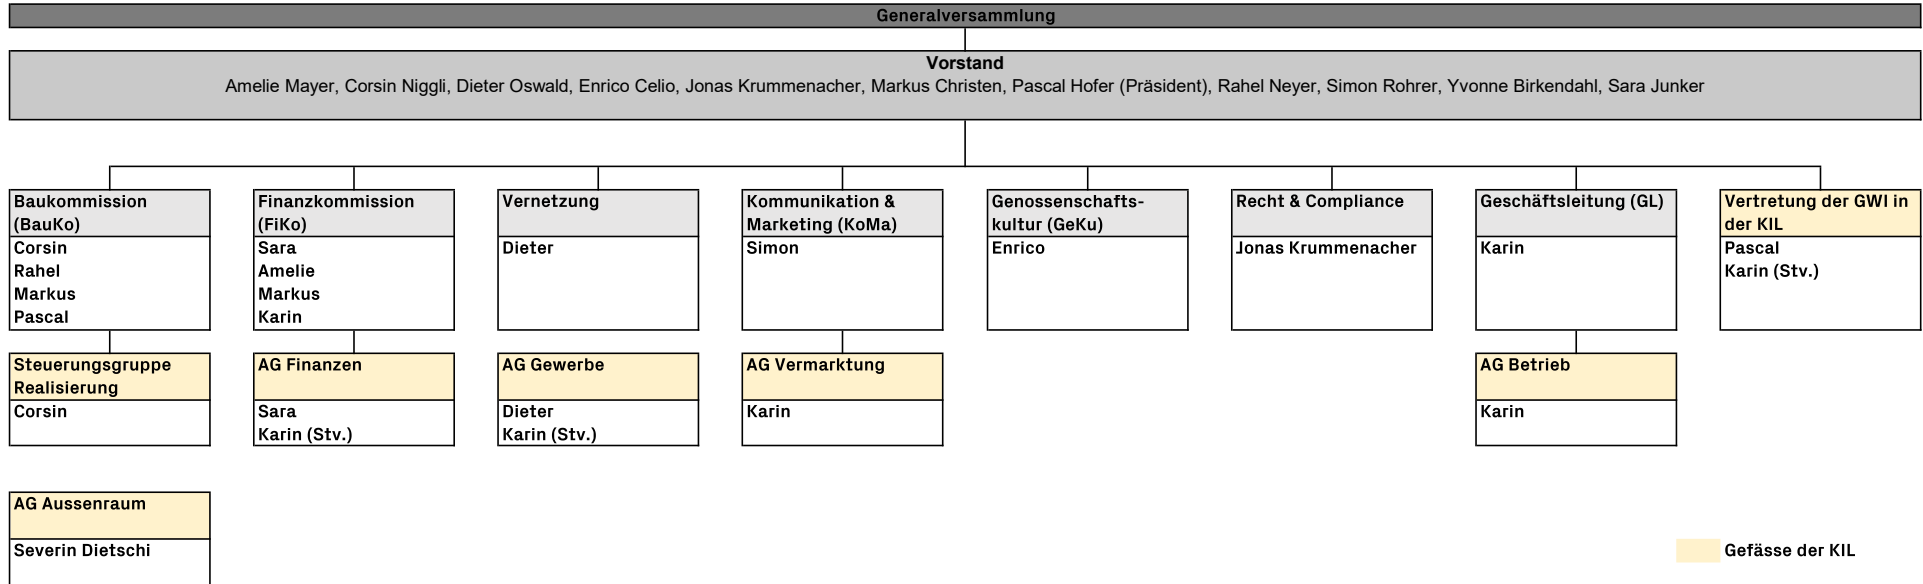 Generalversammlung
Vorstand
Amelie Mayer, Corsin Niggli, Dieter Oswald, Enrico Celio, Jonas Krummenacher, Markus Christen, Pascal Hofer (Präsident), Rahel Neyer, Simon Rohrer, Yvonne Birkendahl, Sara Junker
Baukommission
(BauKo)
Corsin
Rahel
Markus
Pascal
Finanzkommission
(FiKo)
Sara
Amelie
Markus
Karin
Vernetzung
Dieter
Kommunikation &
Marketing (KoMa)
Simon
Genossenschafts-
kultur (GeKu)
Enrico
Recht & Compliance
Jonas Krummenacher
Geschäftsleitung (GL)
Karin
Vertretung der GWI in
der KIL
Pascal
Karin (Stv.)
Steuerungsgruppe
Realisierung
Corsin
AG Finanzen
Sara
Karin (Stv.)
AG Gewerbe
Dieter
Karin (Stv.)
AG Vermarktung
Karin
AG Betrieb
Karin
AG Aussenraum
Severin Dietschi
Gefässe der KIL